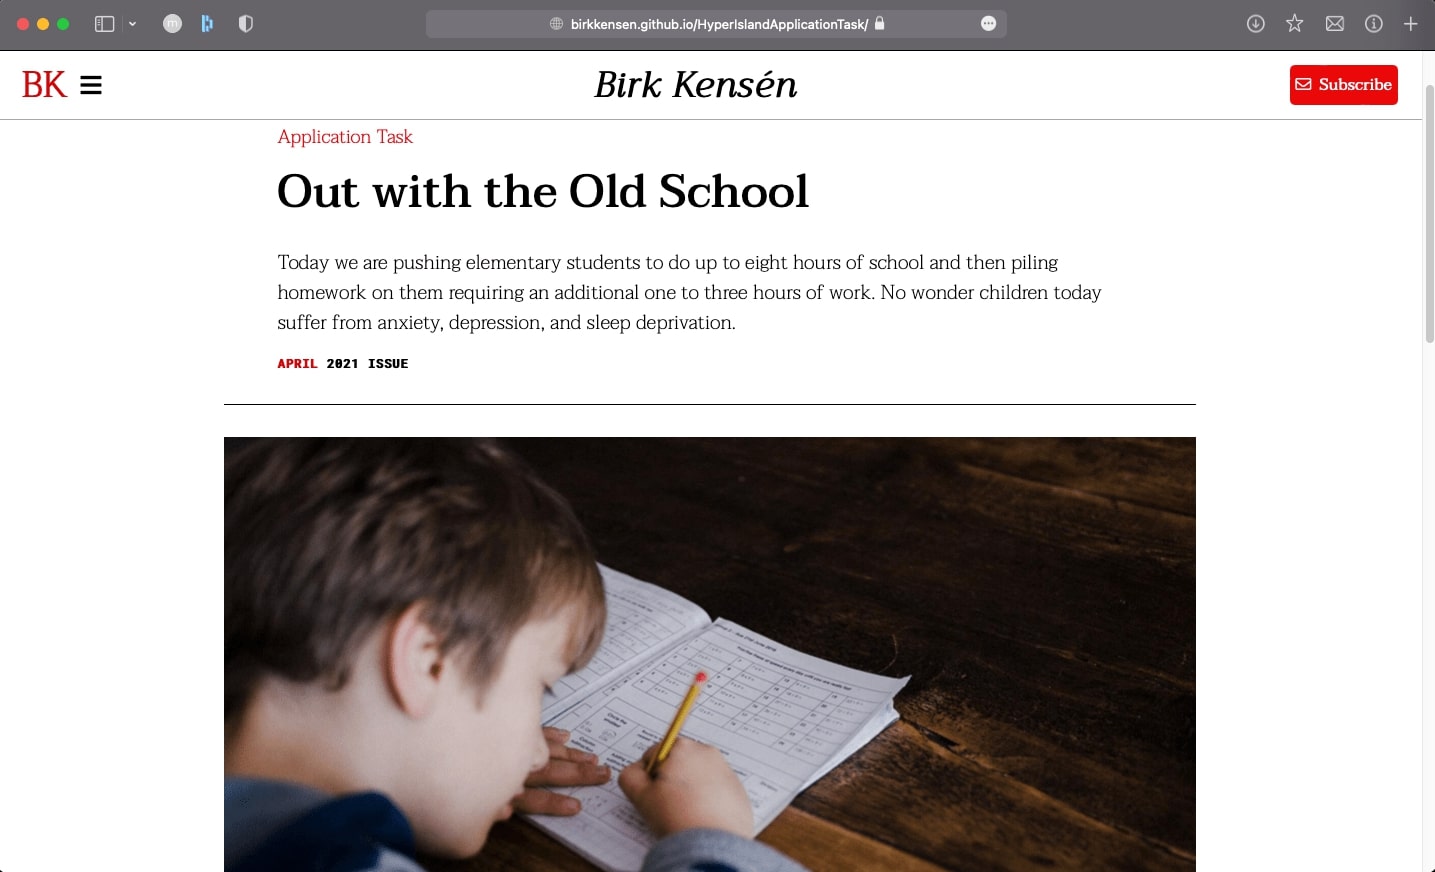 m
birkkensen.github.io/HyperIslandApplicationTask/
BK
Birk Kensén
Subscribe
Application Task
Out with the Old School
Today we are pushing elementary students to do up to eight hours of school and then piling
homework on them requiring an additional one to three hours of work. No wonder children today
suffer from anxiety, depression, and sleep deprivation.
APRIL 2021 ISSUE